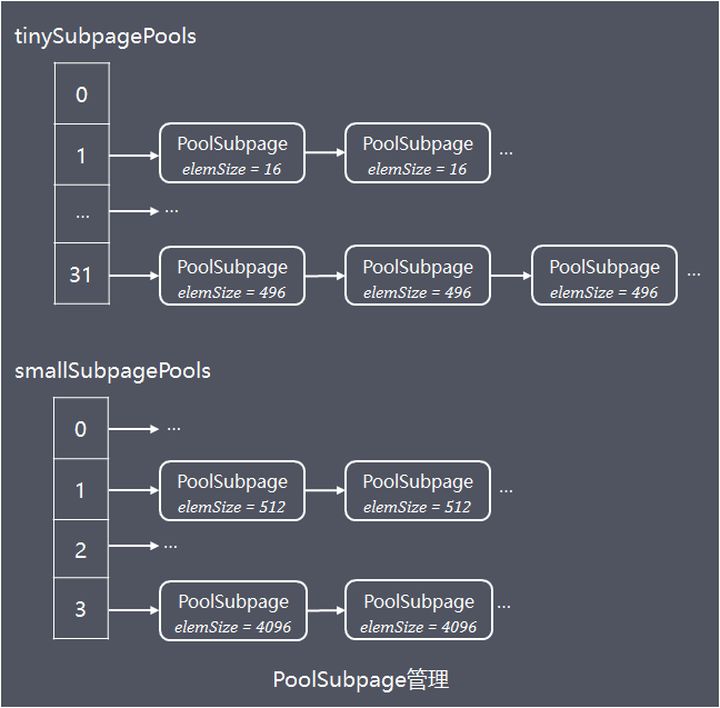 tinySubpagePools
0
1
PoolSubpage
elemSize = 16
PoolSubpage
elemSize = 16
...
...
...
31
PoolSubpage
elemSize = 496
PoolSubpage
elemSize = 496
PoolSubpage
elemSize = 496
...
smallSubpagePools
0
...
1
PoolSubpage
elemSize = 512
PoolSubpage
elemSize = 512
...
2
...
3
PoolSubpage
elemSize = 4096
PoolSubpage
elemSize = 4096
...
PoolSubpage管理